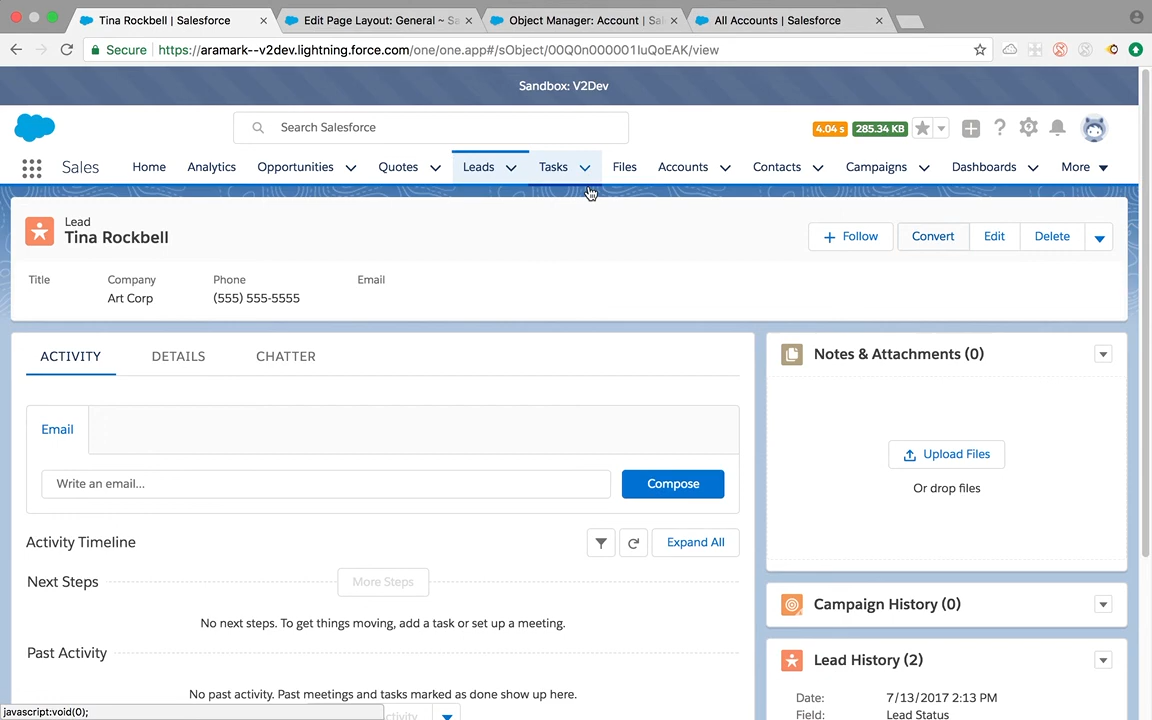 Tina Rockbell | Salesforce
Edit Page Layout: General ~ Sa
Object Manager: Account | Sal
All Accounts | Salesforce
Secure
https://aramark--v2dev.lightning.force.com/one/one.app#/sObject/00Q0n000001IuQoEAK/view
Sandbox: V2Dev
Search Salesforce
4.04 s
285.34 KB
Sales
Home
Analytics
Opportunities
Quotes
Leads
Tasks
Files
Accounts
Contacts
Campaigns
Dashboards
More
Lead
Tina Rockbell
Follow
Convert
Edit
Delete
Title
Company
Phone
Email
Art Corp
(555) 555-5555
ACTIVITY
DETAILS
CHATTER
Email
Write an email...
Compose
Activity Timeline
Expand All
Next Steps
More Steps
No next steps. To get things moving, add a task or set up a meeting.
Past Activity
No past activity. Past meetings and tasks marked as done show up here.
Notes & Attachments (0)
Upload Files
Or drop files
Campaign History (0)
Lead History (2)
Date:
7/13/2017 2:13 PM
Field:
Lead Status
javascript:void(0);